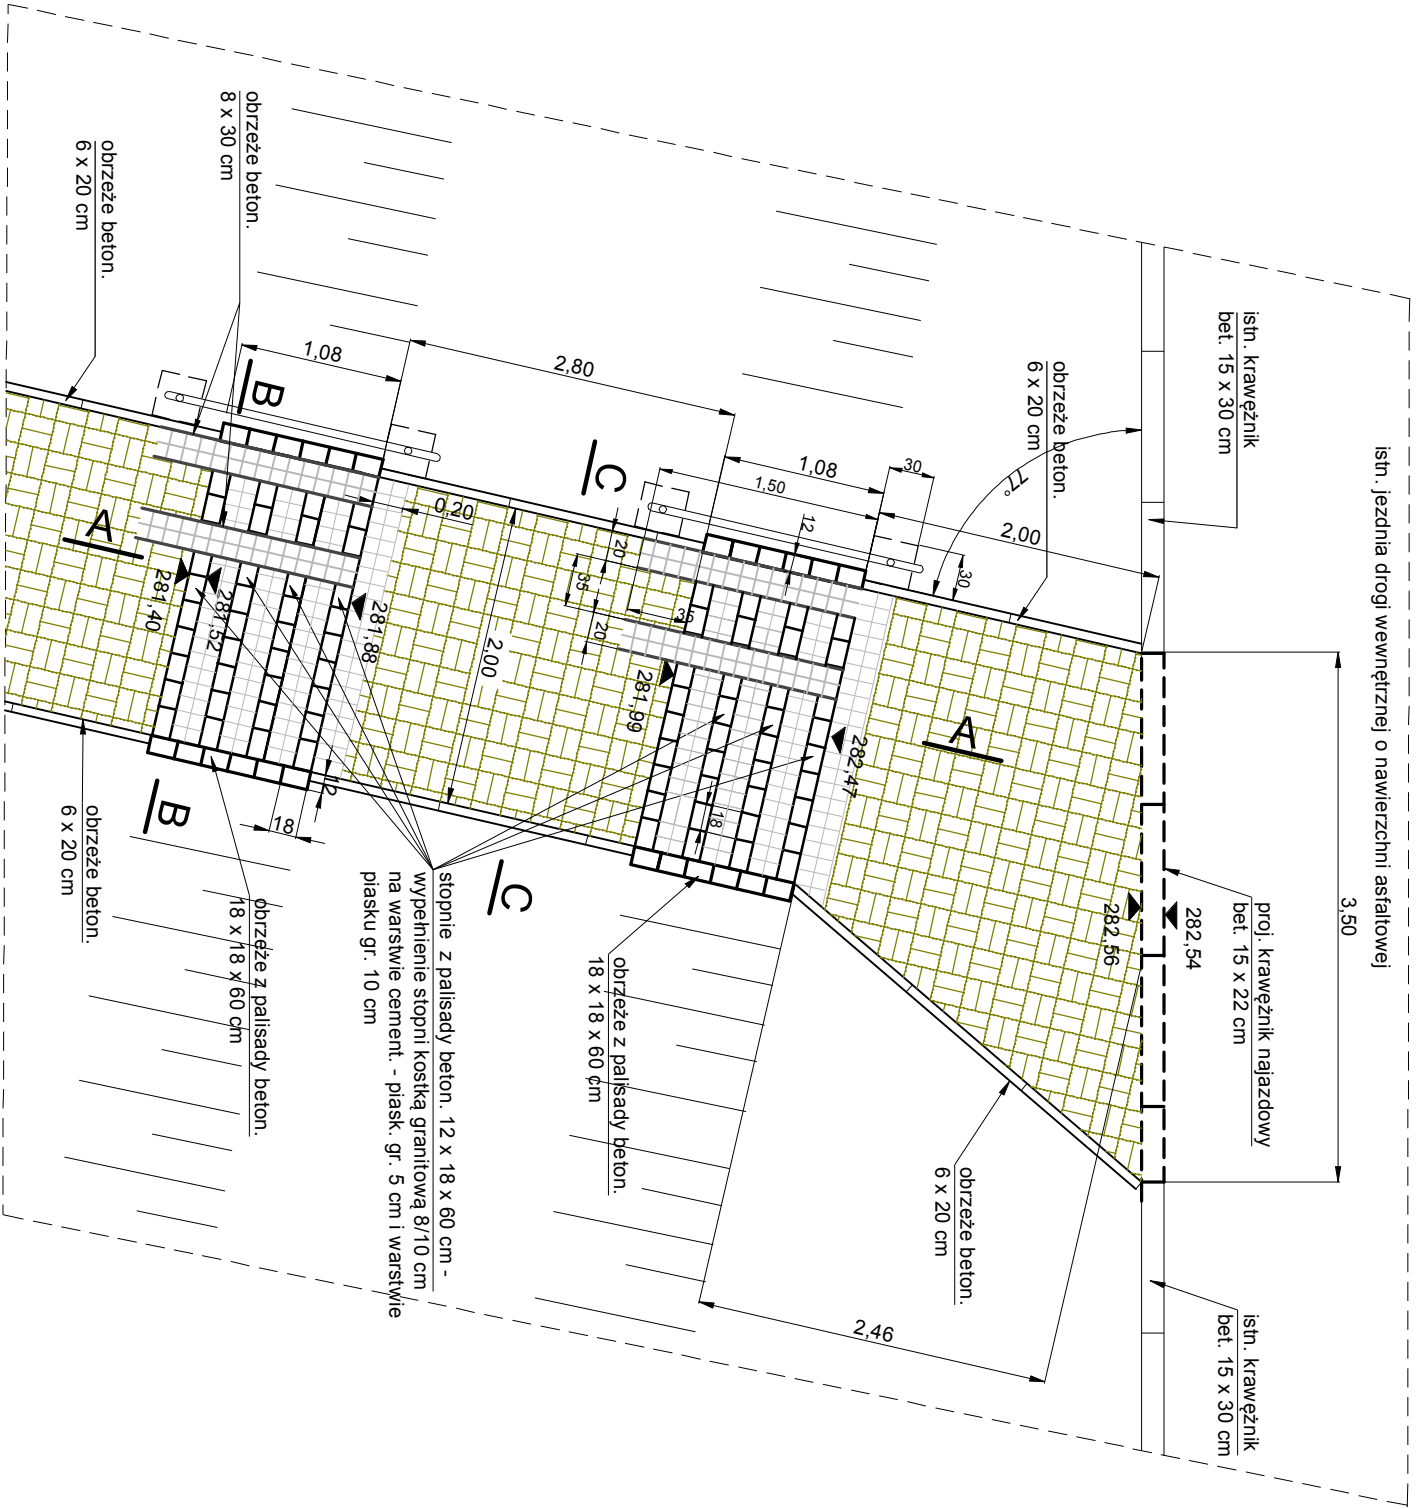 istn. jezdnia drogi wewnętrznej o nawierzchni asfaltowej
istn. krawężnik
bet. 15 x 30 cm
3,50
proj. krawężnik najazdowy
bet. 15 x 22 cm
istn. krawężnik
bet. 15 x 30 cm
282,54
282,56
obrzeże beton.
6 x 20 cm
77°
2,00
30
30
A
obrzeże beton.
6 x 20 cm
1,08
1,50
12
282,47
2,46
2,80
C
20
35
35
20
281,99
18
obrzeże z palisady beton.
18 x 18 x 60 cm
C
0,20
2,00
stopnie z palisady beton. 12 x 18 x 60 cm -
wypełnienie stopni kostką granitową 8/10 cm
na warstwie cement. - piask. gr. 5 cm i warstwie
piasku gr. 10 cm
1,08
B
281,88
12
18
obrzeże beton.
8 x 30 cm
281,52
281,40
obrzeże z palisady beton.
18 x 18 x 60 cm
B
A
obrzeże beton.
6 x 20 cm
obrzeże beton.
6 x 20 cm